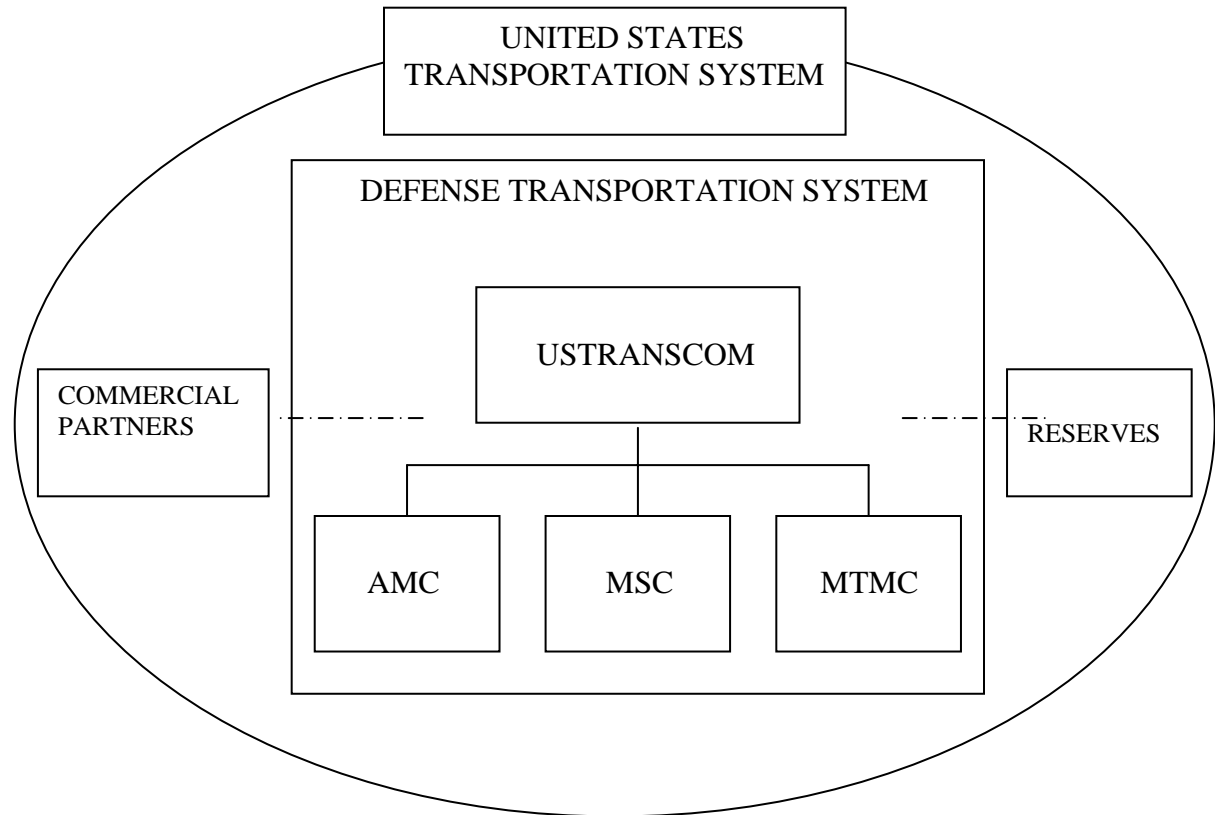 UNITED STATES
TRANSPORTATION SYSTEM
DEFENSE TRANSPORTATION SYSTEM
USTRANSCOM
COMMERCIAL
PARTNERS
RESERVES
AMC
MSC
MTMC